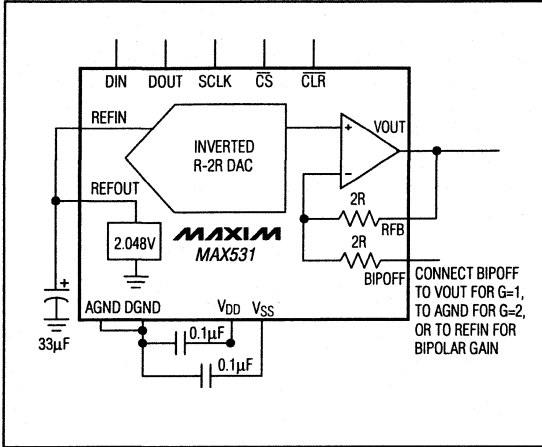 DIN DOUT SCLK C̅S̅ C̅L̅R̅
REFIN
VOUT
INVERTED
R-2R DAC
+
−
REFOUT
2R
RFB
2.048V
MAXIM
MAX531
2R
BIPOFF
CONNECT BIPOFF
TO VOUT FOR G=1,
TO AGND FOR G=2,
OR TO REFIN FOR
BIPOLAR GAIN
+
AGND DGND VDD VSS
33µF
0.1µF
0.1µF